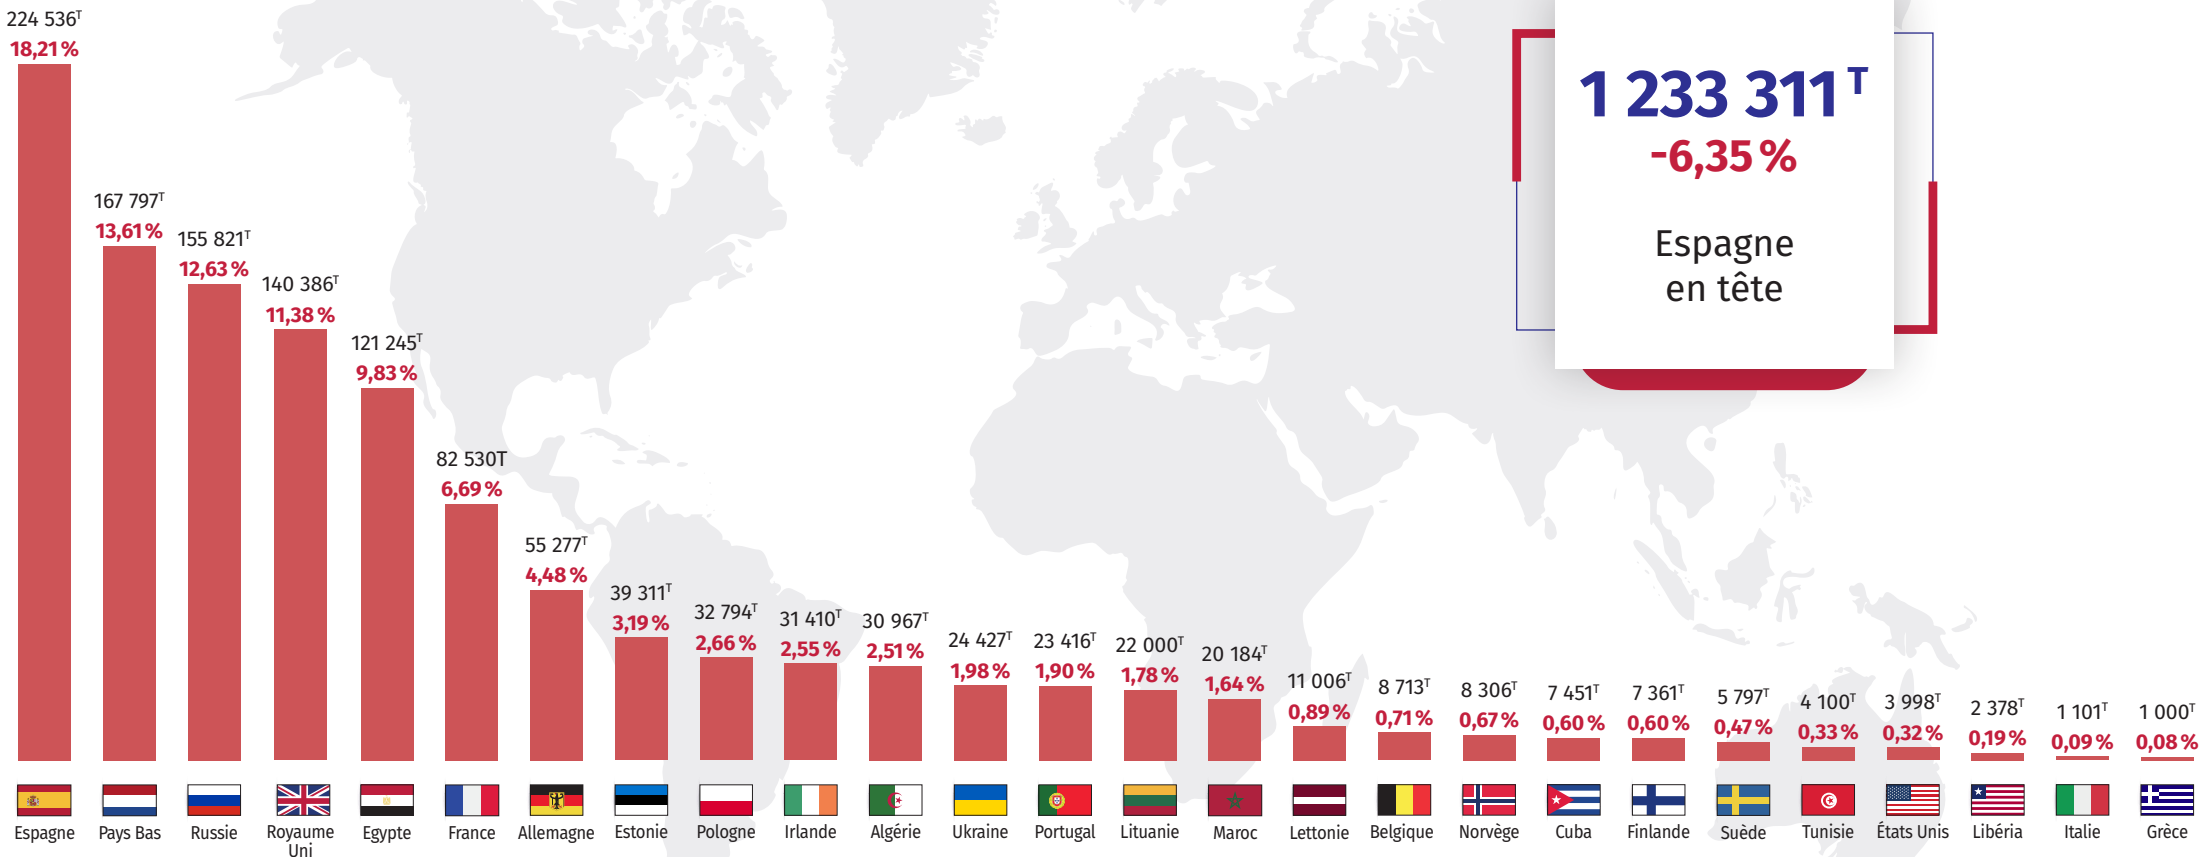 224 536T
18,21 %
167 797T
13,61 %
155 821T
12,63 %
140 386T
11,38 %
121 245T
9,83 %
82 530T
6,69 %
55 277T
4,48 %
39 311T
3,19 %
32 794T
2,66 %
31 410T
2,55 %
30 967T
2,51 %
24 427T
1,98 %
23 416T
1,90 %
22 000T
1,78 %
20 184T
1,64 %
11 006T
0,89 %
8 713T
0,71 %
8 306T
0,67 %
7 451T
0,60 %
7 361T
0,60 %
5 797T
0,47 %
4 100T
0,33 %
3 998T
0,32 %
2 378T
0,19 %
1 101T
0,09 %
1 000T
0,08 %
1 233 311 T
-6,35 %
Espagne
en tête
Espagne
Pays Bas
Russie
Royaume
Uni
Egypte
France
Allemagne
Estonie
Pologne
Irlande
Algérie
Ukraine
Portugal
Lituanie
Maroc
Lettonie
Belgique
Norvège
Cuba
Finlande
Suède
Tunisie
États Unis
Libéria
Italie
Grèce